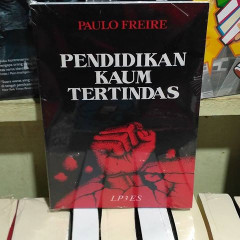 PAULO FREIRE
PENDIDIKAN
KAUM
TERTINDAS
LP3ES